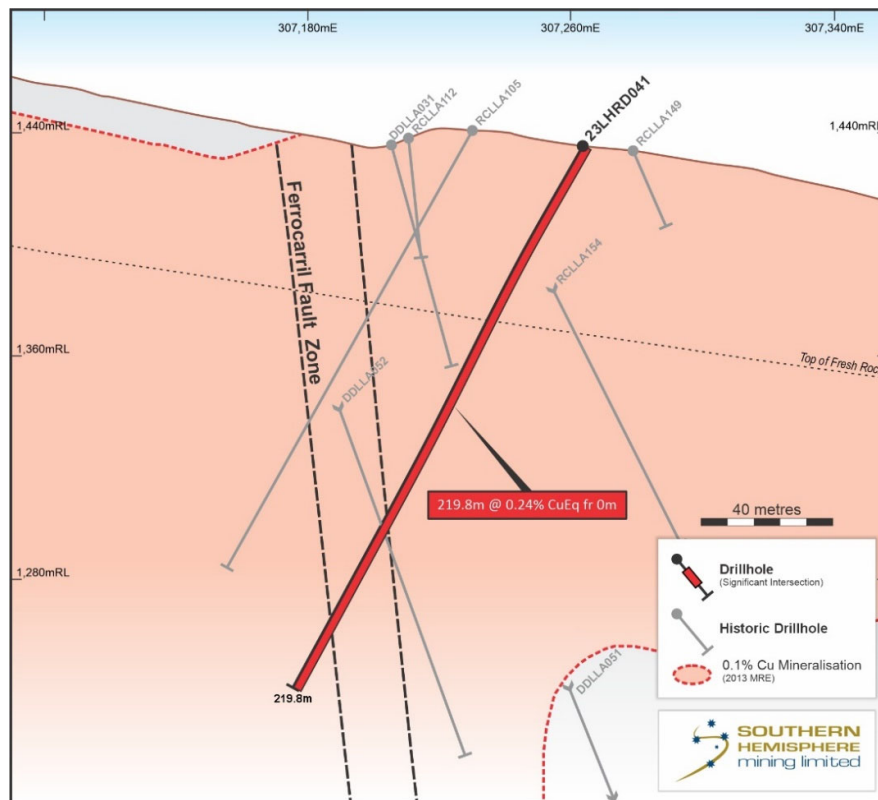 307,180mE
307,260mE
307,340mE
1,440mRL
1,440mRL
DDLLA031
RCLLA112
RCLLA105
23LHRD041
RCLLA149
Ferrocarril Fault Zone
RCLLA154
1,360mRL
Top of Fresh Rock
DDLLA052
219.8m @ 0.24% CuEq fr 0m
40 metres
1,280mRL
Drillhole
(Significant Intersection)
Historic Drillhole
0.1% Cu Mineralisation
(2013 MRE)
DDLLA051
219.8m
SOUTHERN
HEMISPHERE
mining limited